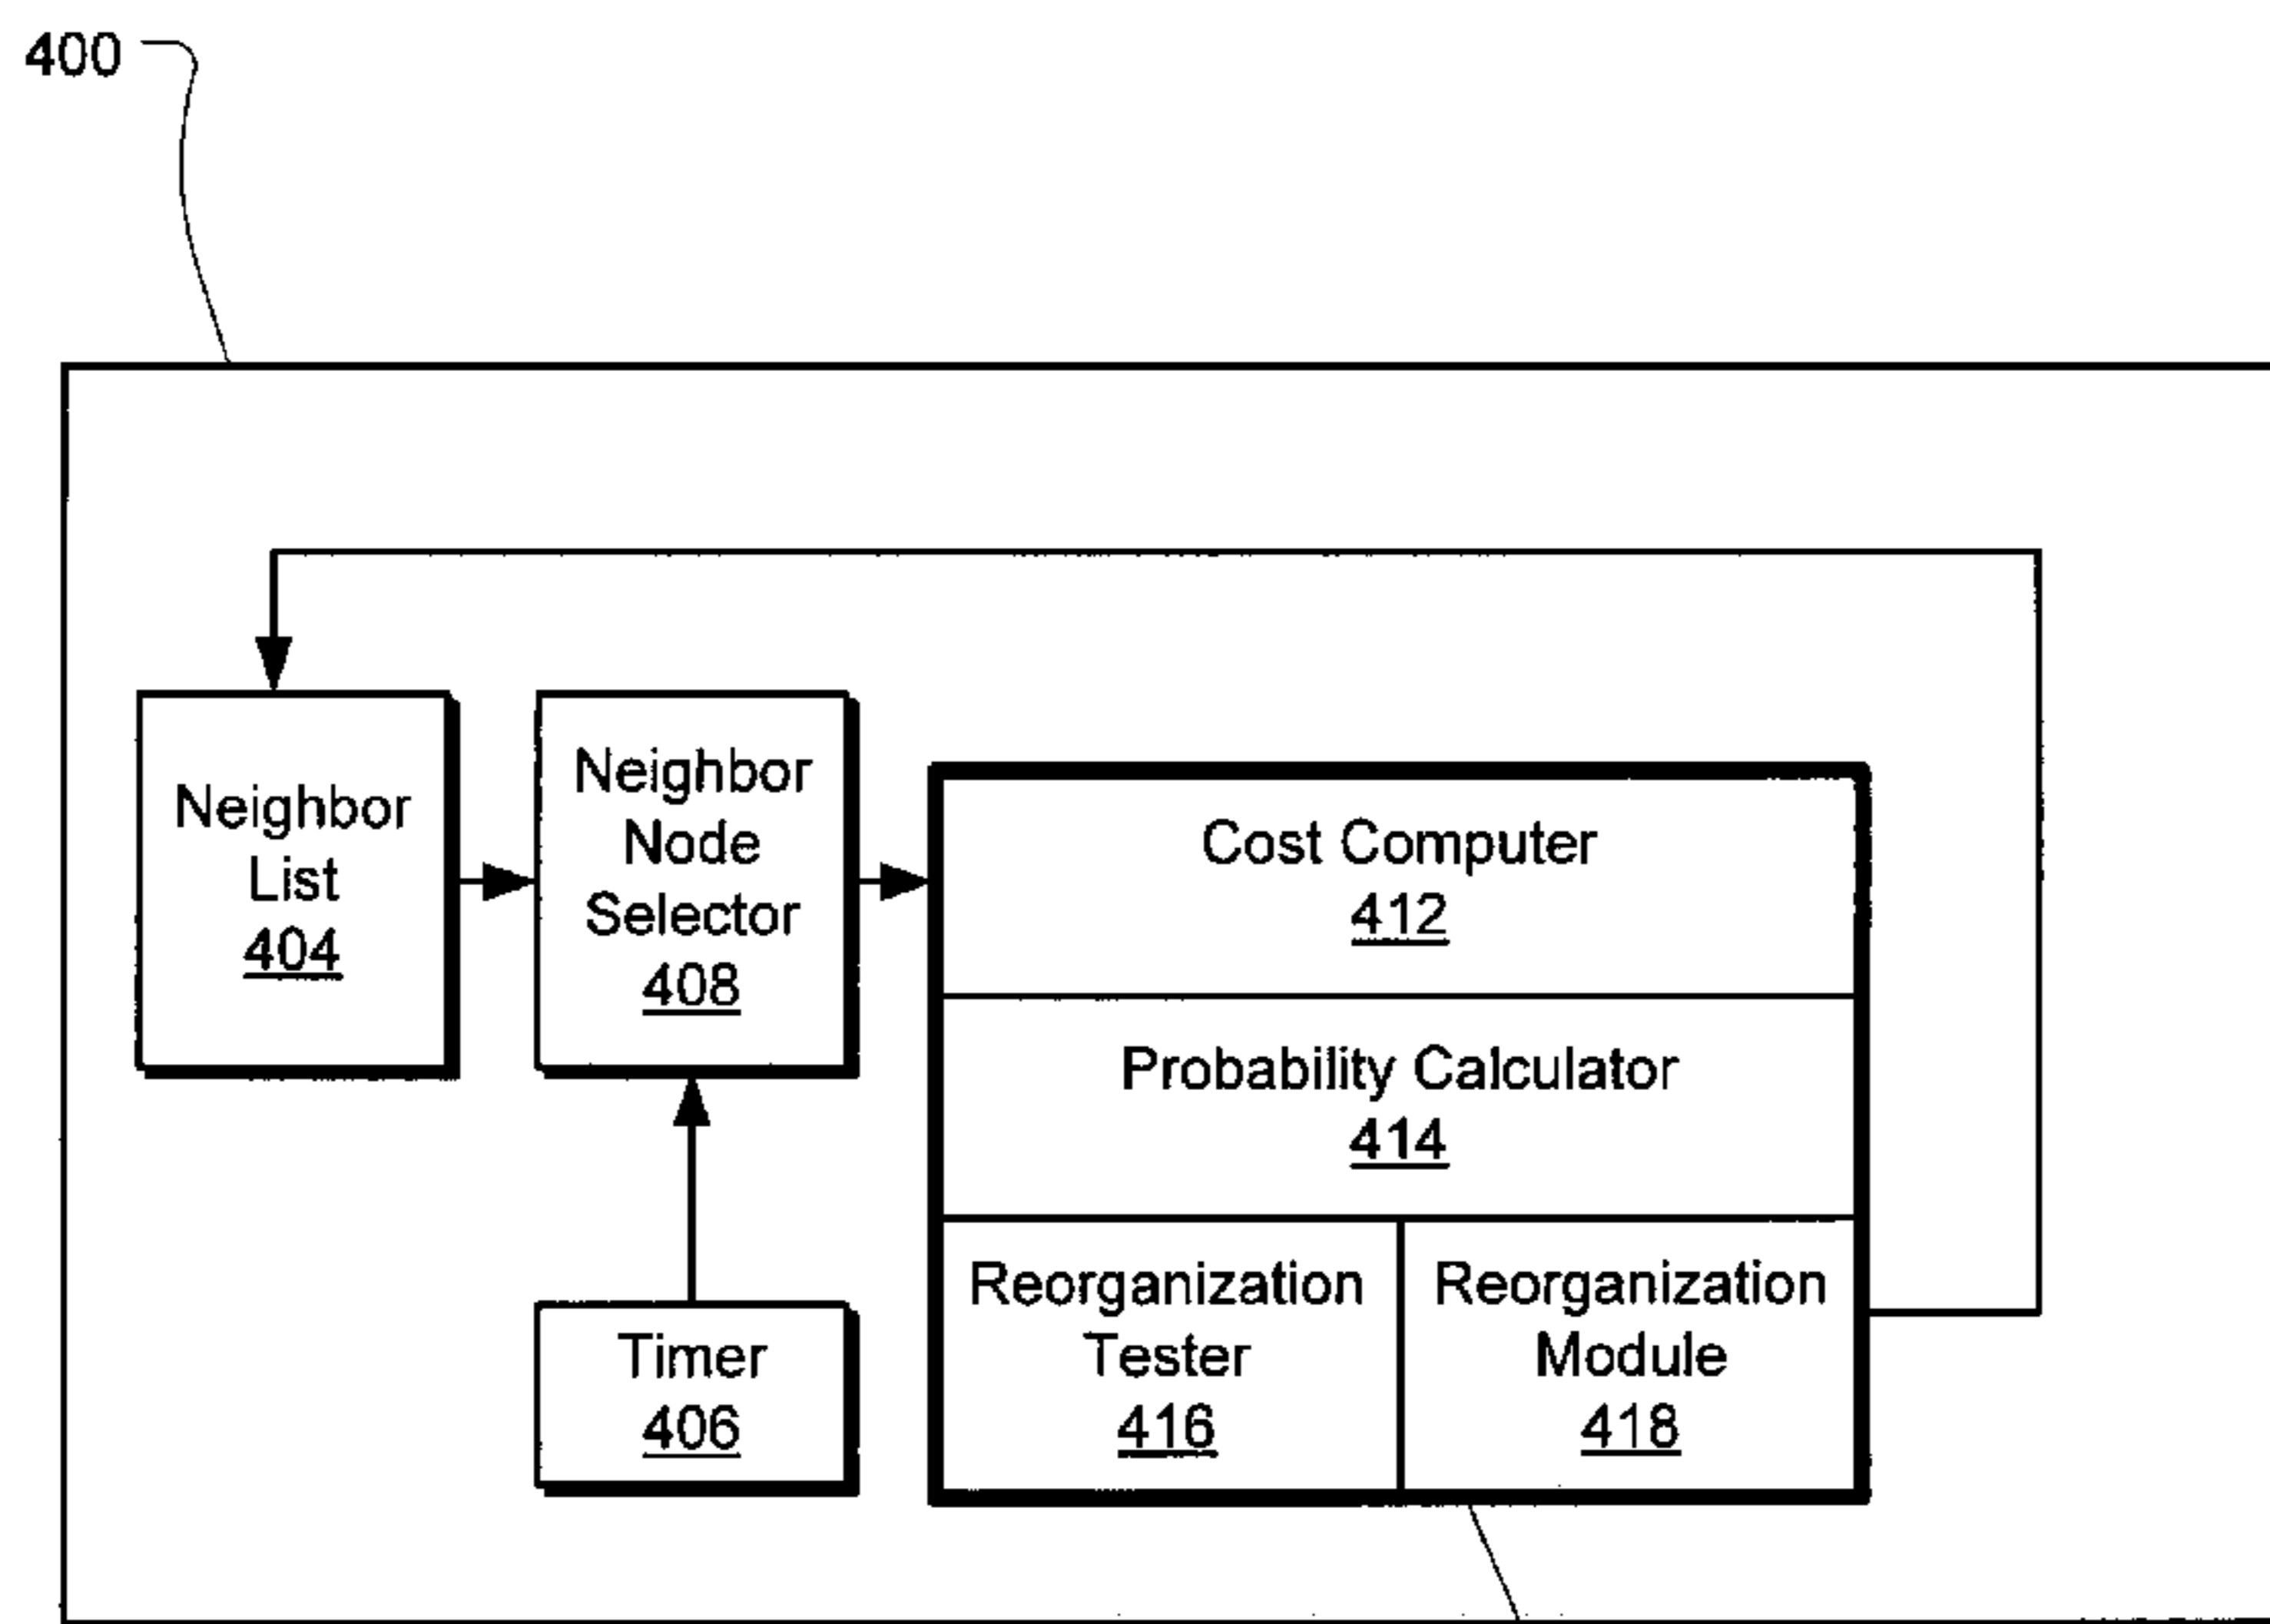 400
Neighbor
List
404
Neighbor
Node
Selector
408
Cost Computer
412
Probability Calculator
414
Reorganization
Tester
416
Reorganization
Module
418
Timer
406